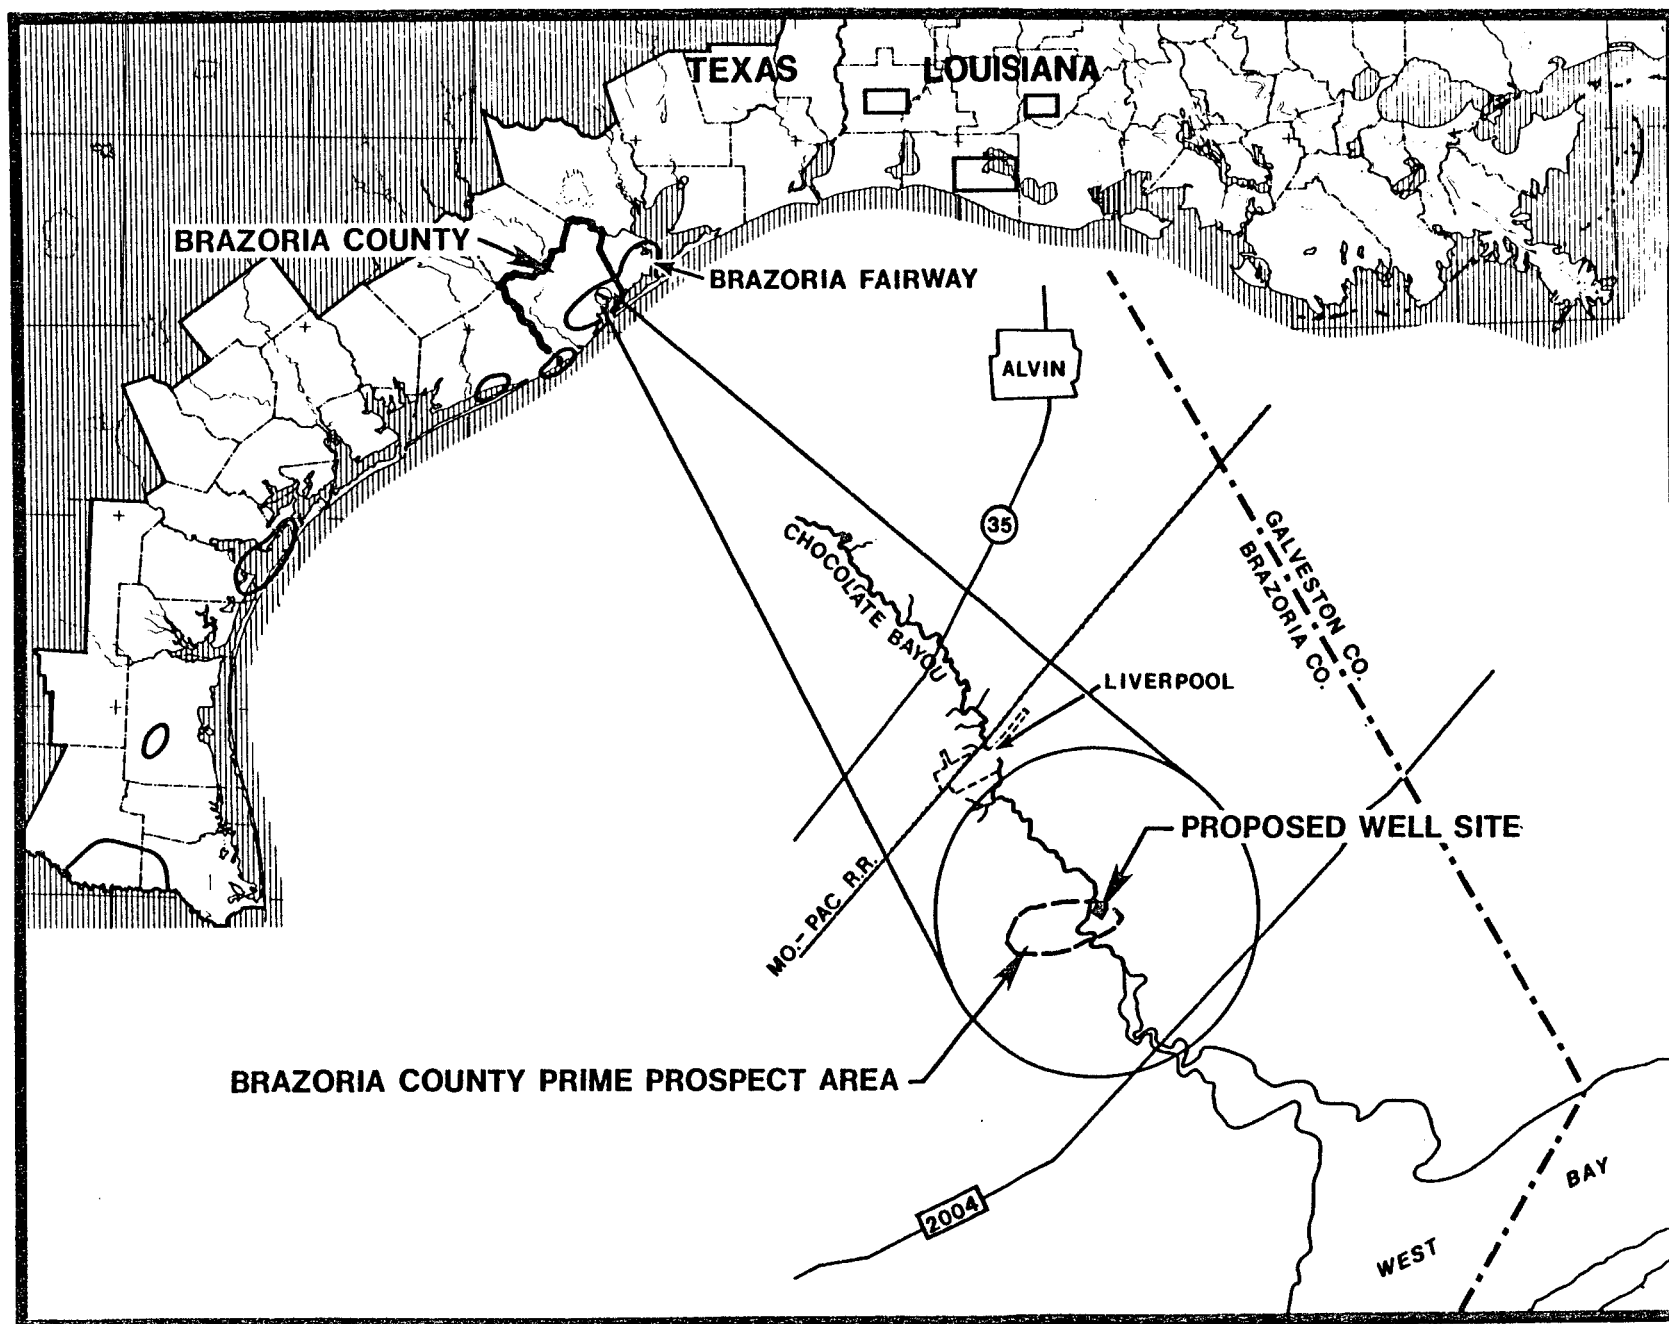 TEXAS
LOUISIANA
BRAZORIA COUNTY
BRAZORIA FAIRWAY
ALVIN
35
CHOCOLATE BAYOU
GALVESTON CO.
BRAZORIA CO.
LIVERPOOL
PROPOSED WELL SITE
MO.-PAC R.R.
BRAZORIA COUNTY PRIME PROSPECT AREA
2004
WEST BAY